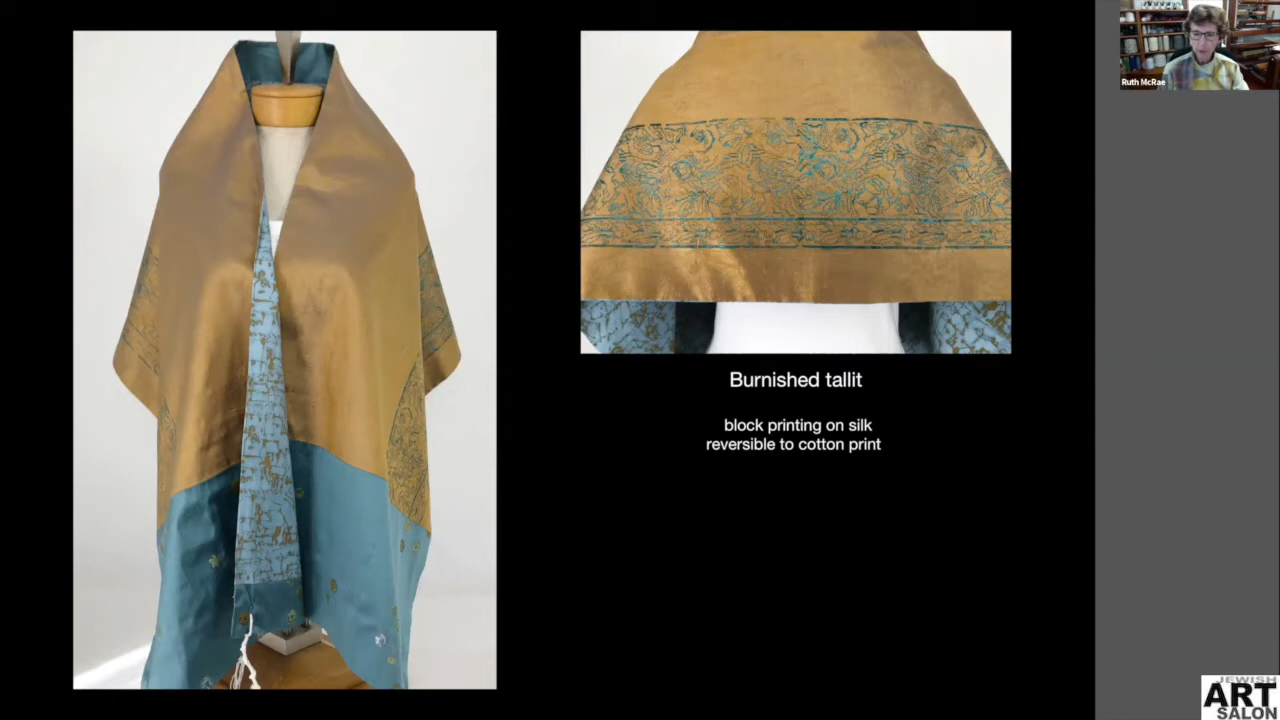 Ruth McRae
Burnished tallit
block printing on silk
reversible to cotton print
JEWISH
ART
SALON